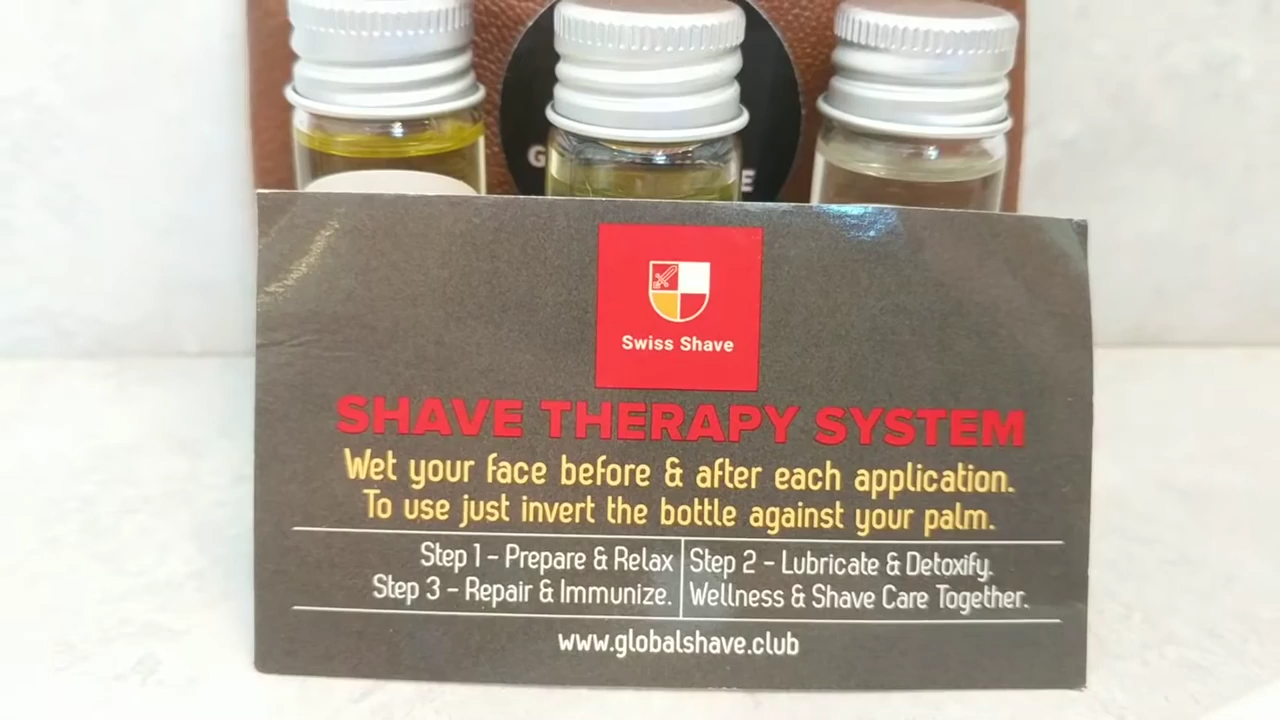 Swiss Shave
SHAVE THERAPY SYSTEM
Wet your face before & after each application.
To use just invert the bottle against your palm.
Step 1 – Prepare & Relax
Step 2 – Lubricate & Detoxify.
Step 3 – Repair & Immunize.
Wellness & Shave Care Together.
www.globalshave.club